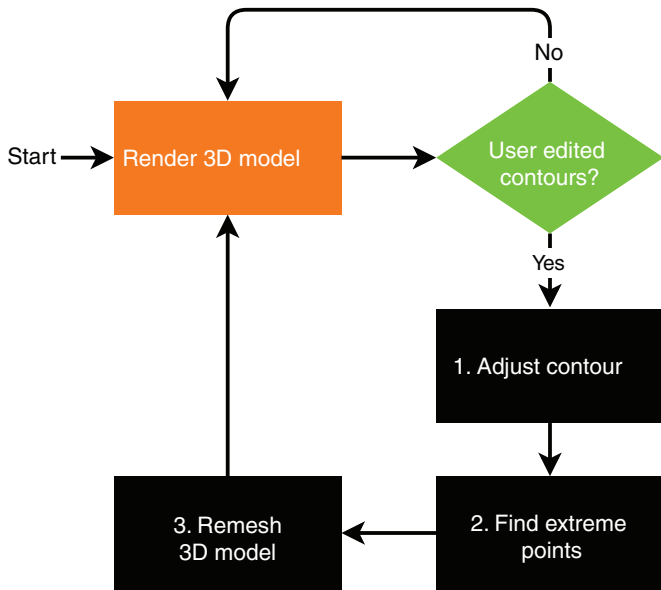 No
Start
Render 3D model
User edited
contours?
Yes
1. Adjust contour
2. Find extreme
points
3. Remesh
3D model